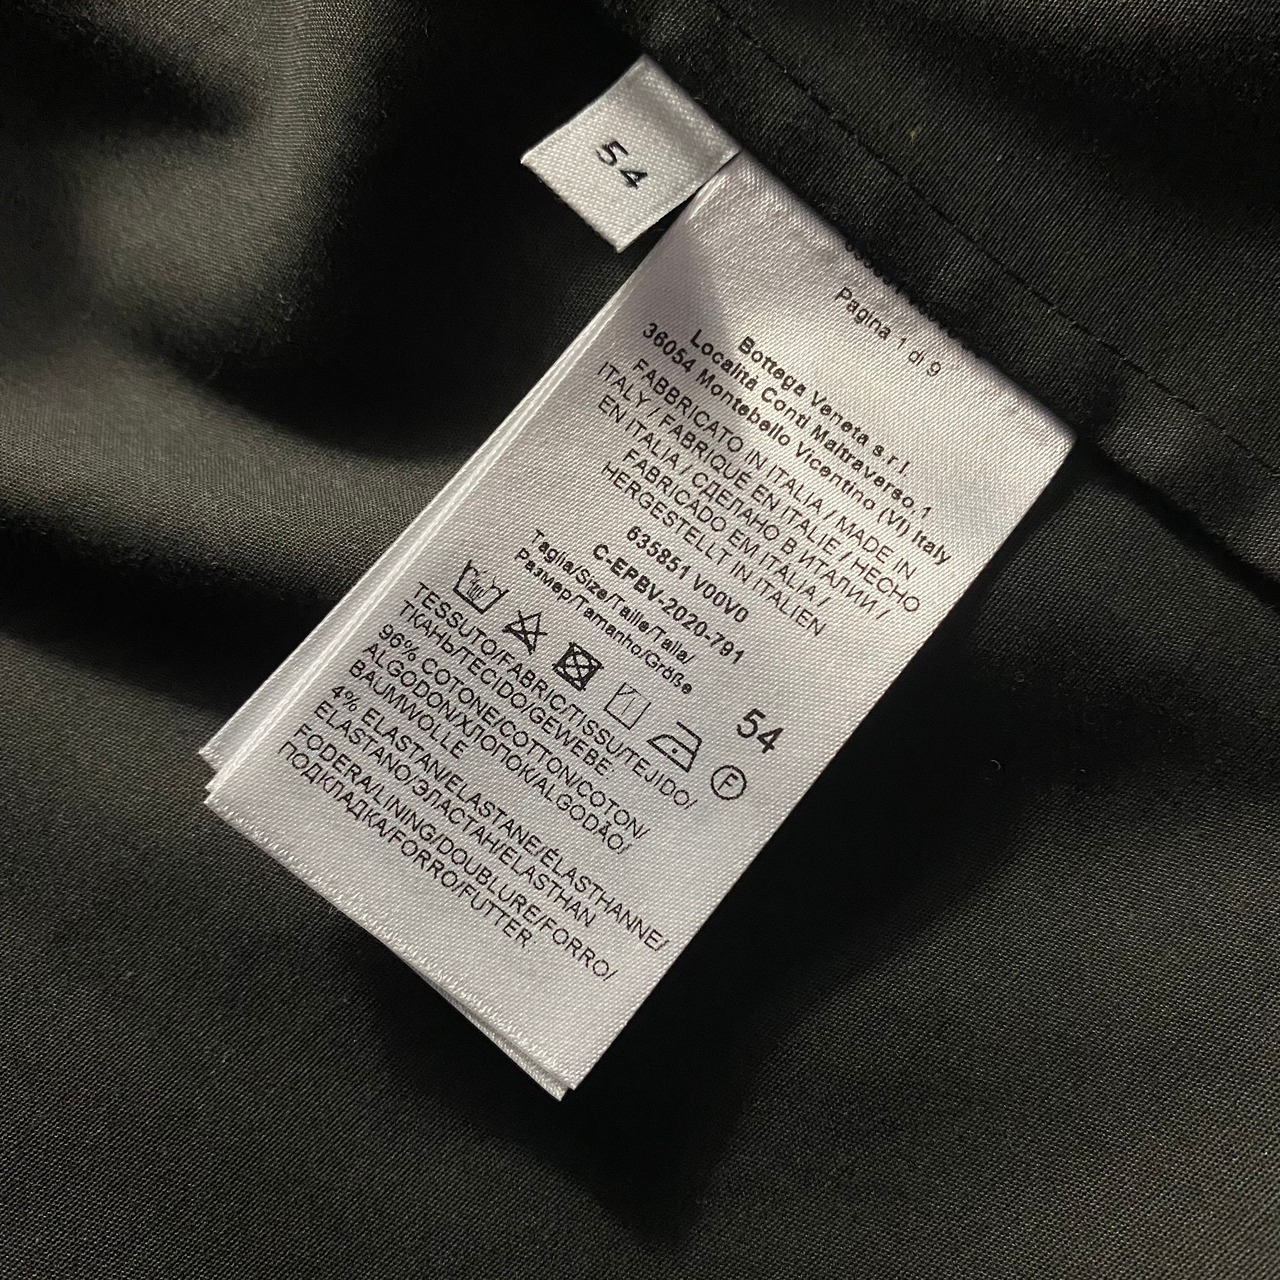 54
Pagina 1 di 9
Bottega Veneta s.r.l.
Località Conti Maltraverso,1
36054 Montebello Vicentino (VI) Italy
FABBRICATO IN ITALIA / MADE IN
ITALY / FABRIQUÉ EN ITALIE / HECHO
EN ITALIA / СДЕЛАНО В ИТАЛИИ /
FABRICADO EM ITALIA /
HERGESTELLT IN ITALIEN
635851 V00V0
C-EPBV-2020-791
Taglia/Size/Taille/Talla/
Размер/Tamanho/Größe
54
F
TESSUTO/FABRIC/TISSU/TEJIDO/
ТКАНЬ/TECIDO/GEWEBE
96% COTONE/COTTON/COTON/
ALGODON/ХЛОПОК/ALGODÃO/
BAUMWOLLE
4% ELASTAN/ELASTANE/ÉLASTHANNE/
ELASTANO/ЭЛАСТАН/ELASTHAN
FODERA/LINING/DOUBLURE/FORRO/
ПОДКЛАДКА/FORRO/FUTTER